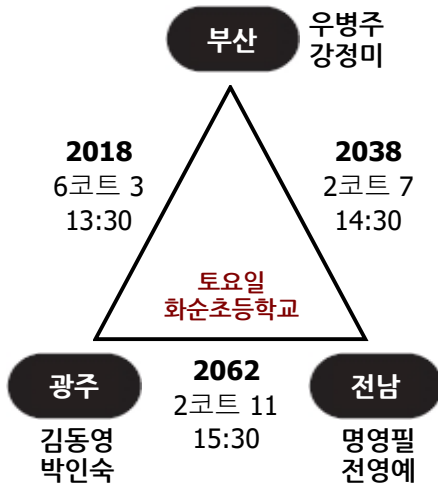 부산
우병주
강정미
2018
6코트 3
13:30
2038
2코트 7
14:30
토요일
화순초등학교
광주
김동영
박인숙
2062
2코트 11
15:30
전남
명영필
전영예